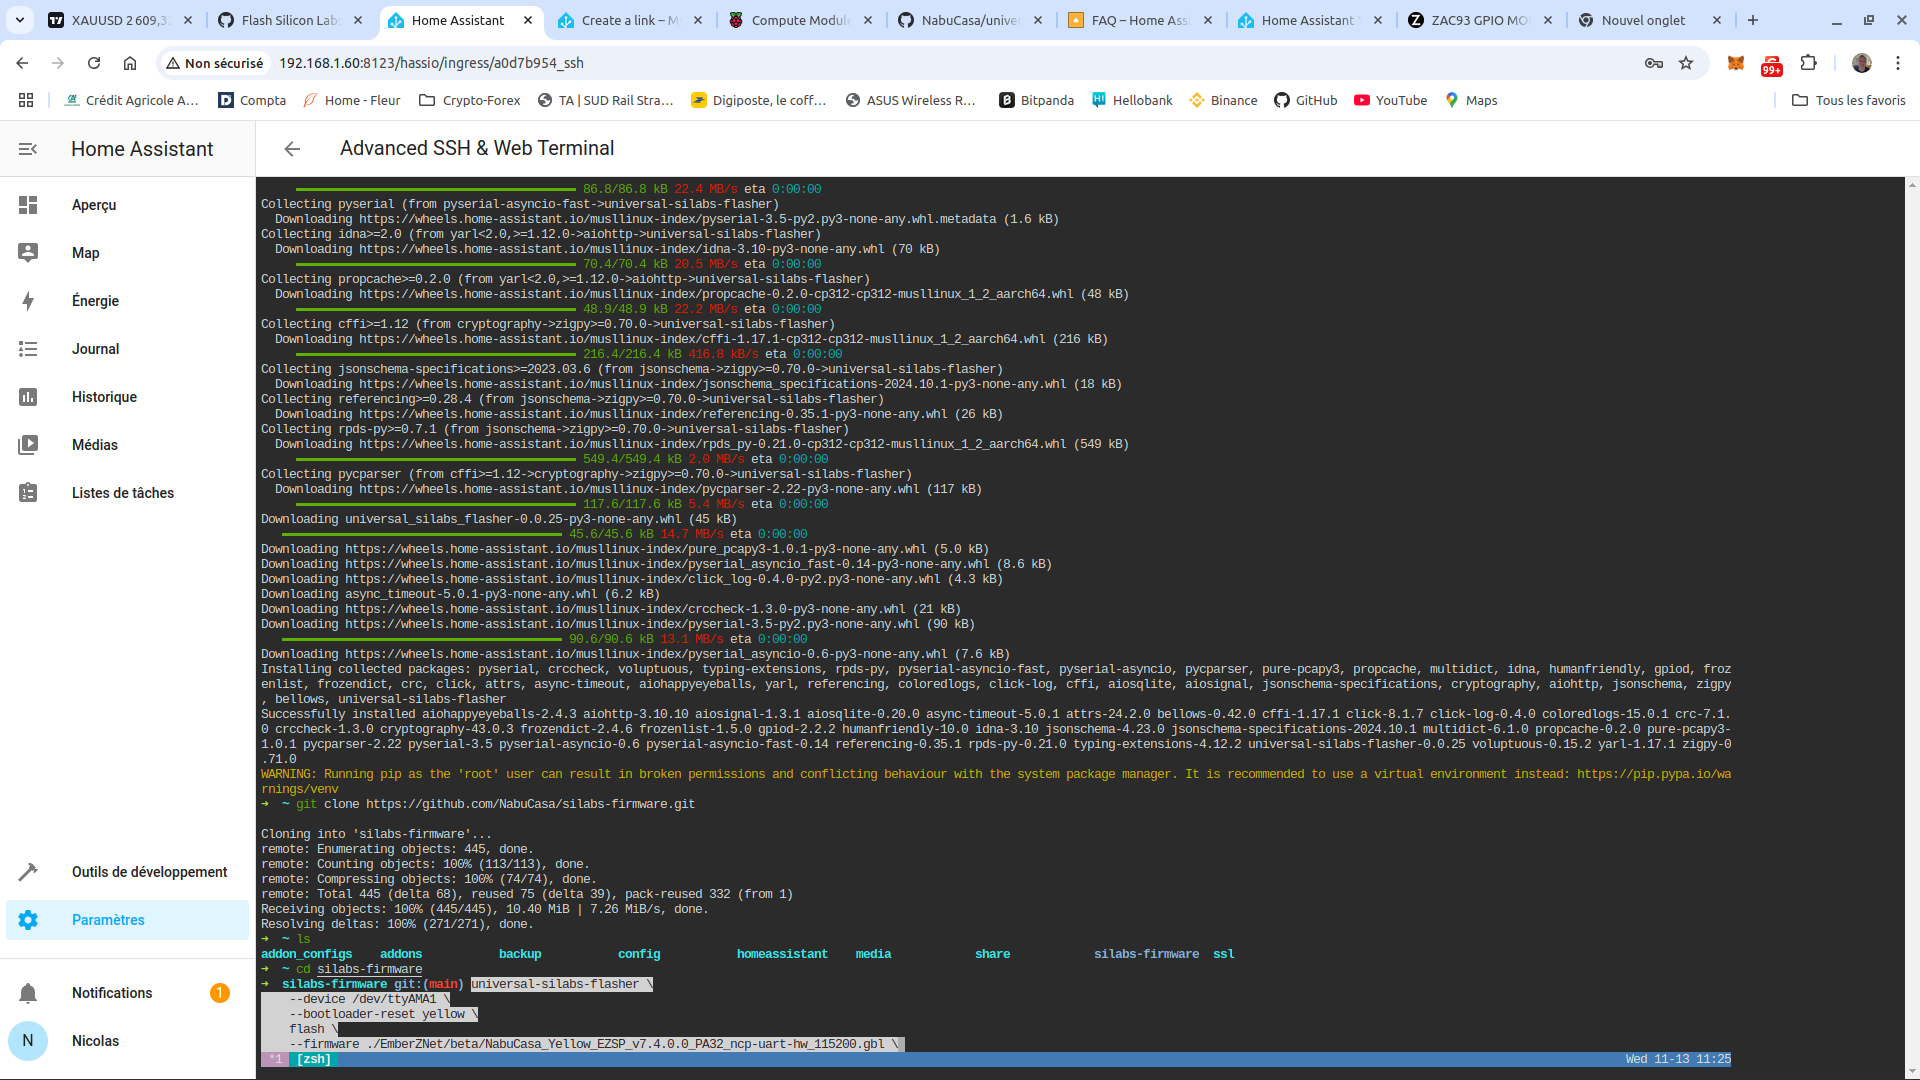 XAUUSD 2 609,3
Flash Silicon Lab
Home Assistant
Create a link – M
Compute Module
NabuCasa/unive
FAQ – Home Ass
Home Assistant
ZAC93 GPIO MO
Nouvel onglet
Non sécurisé
192.168.1.60:8123/hassio/ingress/a0d7b954_ssh
99+
Crédit Agricole A…
Compta
Home - Fleur
Crypto-Forex
TA | SUD Rail Stra…
Digiposte, le coff…
ASUS Wireless R…
Bitpanda
Hellobank
Binance
GitHub
YouTube
Maps
Tous les favoris
Home Assistant
Aperçu
Map
Énergie
Journal
Historique
Médias
Listes de tâches
Outils de développement
Paramètres
Notifications
1
N
Nicolas
Advanced SSH & Web Terminal
86.8/86.8 kB 22.4 MB/s eta 0:00:00
Collecting pyserial (from pyserial-asyncio-fast->universal-silabs-flasher)
Downloading https://wheels.home-assistant.io/musllinux-index/pyserial-3.5-py2.py3-none-any.whl.metadata (1.6 kB)
Collecting idna>=2.0 (from yarl<2.0,>=1.12.0->aiohttp->universal-silabs-flasher)
Downloading https://wheels.home-assistant.io/musllinux-index/idna-3.10-py3-none-any.whl (70 kB)
70.4/70.4 kB 20.5 MB/s eta 0:00:00
Collecting propcache>=0.2.0 (from yarl<2.0,>=1.12.0->aiohttp->universal-silabs-flasher)
Downloading https://wheels.home-assistant.io/musllinux-index/propcache-0.2.0-cp312-cp312-musllinux_1_2_aarch64.whl (48 kB)
48.9/48.9 kB 22.2 MB/s eta 0:00:00
Collecting cffi>=1.12 (from cryptography->zigpy>=0.70.0->universal-silabs-flasher)
Downloading https://wheels.home-assistant.io/musllinux-index/cffi-1.17.1-cp312-cp312-musllinux_1_2_aarch64.whl (216 kB)
216.4/216.4 kB 416.8 kB/s eta 0:00:00
Collecting jsonschema-specifications>=2023.03.6 (from jsonschema->zigpy>=0.70.0->universal-silabs-flasher)
Downloading https://wheels.home-assistant.io/musllinux-index/jsonschema_specifications-2024.10.1-py3-none-any.whl (18 kB)
Collecting referencing>=0.28.4 (from jsonschema->zigpy>=0.70.0->universal-silabs-flasher)
Downloading https://wheels.home-assistant.io/musllinux-index/referencing-0.35.1-py3-none-any.whl (26 kB)
Collecting rpds-py>=0.7.1 (from jsonschema->zigpy>=0.70.0->universal-silabs-flasher)
Downloading https://wheels.home-assistant.io/musllinux-index/rpds_py-0.21.0-cp312-cp312-musllinux_1_2_aarch64.whl (549 kB)
549.4/549.4 kB 2.0 MB/s eta 0:00:00
Collecting pycparser (from cffi>=1.12->cryptography->zigpy>=0.70.0->universal-silabs-flasher)
Downloading https://wheels.home-assistant.io/musllinux-index/pycparser-2.22-py3-none-any.whl (117 kB)
117.6/117.6 kB 5.4 MB/s eta 0:00:00
Downloading universal_silabs_flasher-0.0.25-py3-none-any.whl (45 kB)
45.6/45.6 kB 14.7 MB/s eta 0:00:00
Downloading https://wheels.home-assistant.io/musllinux-index/pure_pcapy3-1.0.1-py3-none-any.whl (5.0 kB)
Downloading https://wheels.home-assistant.io/musllinux-index/pyserial_asyncio_fast-0.14-py3-none-any.whl (8.6 kB)
Downloading https://wheels.home-assistant.io/musllinux-index/click_log-0.4.0-py2.py3-none-any.whl (4.3 kB)
Downloading async_timeout-5.0.1-py3-none-any.whl (6.2 kB)
Downloading https://wheels.home-assistant.io/musllinux-index/crccheck-1.3.0-py3-none-any.whl (21 kB)
Downloading https://wheels.home-assistant.io/musllinux-index/pyserial-3.5-py2.py3-none-any.whl (90 kB)
90.6/90.6 kB 13.1 MB/s eta 0:00:00
Downloading https://wheels.home-assistant.io/musllinux-index/pyserial_asyncio-0.6-py3-none-any.whl (7.6 kB)
Installing collected packages: pyserial, crccheck, voluptuous, typing-extensions, rpds-py, pyserial-asyncio-fast, pyserial-asyncio, pycparser, pure-pcapy3, propcache, multidict, idna, humanfriendly, gpiod, froz
enlist, frozendict, crc, click, attrs, async-timeout, aiohappyeyeballs, yarl, referencing, coloredlogs, click-log, cffi, aiosqlite, aiosignal, jsonschema-specifications, cryptography, aiohttp, jsonschema, zigpy
, bellows, universal-silabs-flasher
Successfully installed aiohappyeyeballs-2.4.3 aiohttp-3.10.10 aiosignal-1.3.1 aiosqlite-0.20.0 async-timeout-5.0.1 attrs-24.2.0 bellows-0.42.0 cffi-1.17.1 click-8.1.7 click-log-0.4.0 coloredlogs-15.0.1 crc-7.1.
0 crccheck-1.3.0 cryptography-43.0.3 frozendict-2.4.6 frozenlist-1.5.0 gpiod-2.2.2 humanfriendly-10.0 idna-3.10 jsonschema-4.23.0 jsonschema-specifications-2024.10.1 multidict-6.1.0 propcache-0.2.0 pure-pcapy3-
1.0.1 pycparser-2.22 pyserial-3.5 pyserial-asyncio-0.6 pyserial-asyncio-fast-0.14 referencing-0.35.1 rpds-py-0.21.0 typing-extensions-4.12.2 universal-silabs-flasher-0.0.25 voluptuous-0.15.2 yarl-1.17.1 zigpy-0
.71.0
WARNING: Running pip as the 'root' user can result in broken permissions and conflicting behaviour with the system package manager. It is recommended to use a virtual environment instead: https://pip.pypa.io/wa
rnings/venv
➜ ~ git clone https://github.com/NabuCasa/silabs-firmware.git
Cloning into 'silabs-firmware'...
remote: Enumerating objects: 445, done.
remote: Counting objects: 100% (113/113), done.
remote: Compressing objects: 100% (74/74), done.
remote: Total 445 (delta 68), reused 75 (delta 39), pack-reused 332 (from 1)
Receiving objects: 100% (445/445), 10.40 MiB | 7.26 MiB/s, done.
Resolving deltas: 100% (271/271), done.
➜ ~ ls
addon_configs addons backup config homeassistant media share silabs-firmware ssl
➜ ~ cd silabs-firmware
➜ silabs-firmware git:(main) universal-silabs-flasher \
--device /dev/ttyAMA1 \
--bootloader-reset yellow \
flash \
--firmware ./EmberZNet/beta/NabuCasa_Yellow_EZSP_v7.4.0.0_PA32_ncp-uart-hw_115200.gbl \
*1 [zsh] Wed 11-13 11:25